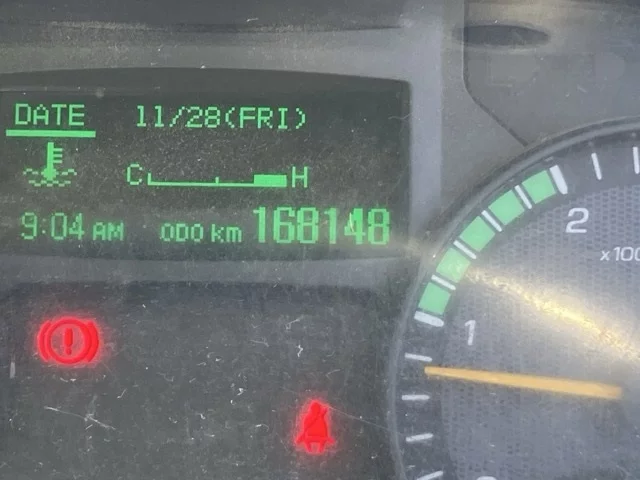 DATE 11/28(FRI)
C H
9:04 AM ODO km 168148
2
x100
1